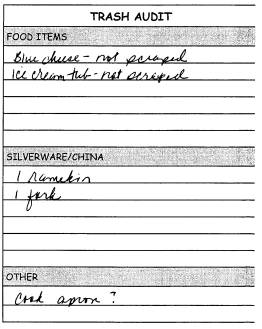 TRASH AUDIT
FOOD ITEMS
Blue cheese - not scraped
Ice cream tub - not scraped
SILVERWARE/CHINA
1 ramekin
1 fork
OTHER
Cook apron ?